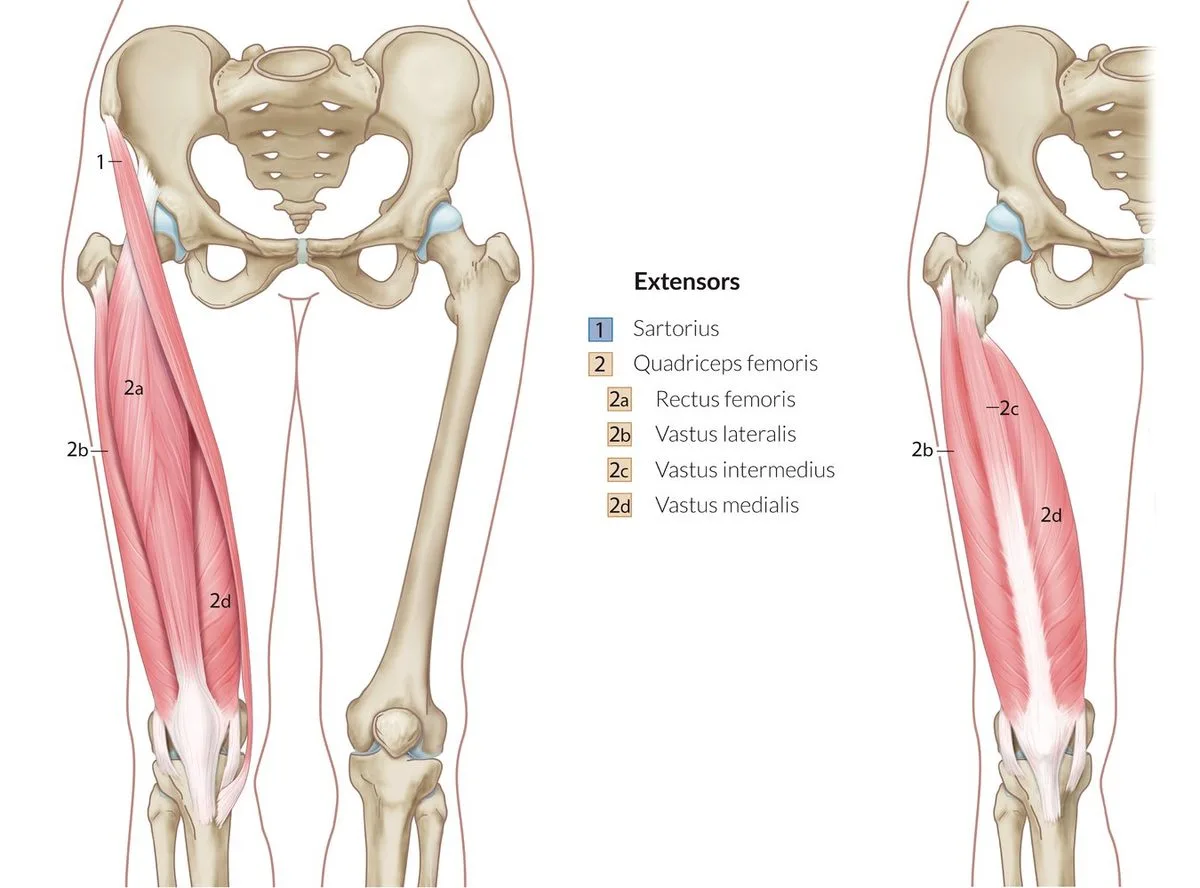 1
2a
2b
2d
Extensors
1 Sartorius
2 Quadriceps femoris
2a Rectus femoris
2b Vastus lateralis
2c Vastus intermedius
2d Vastus medialis
2c
2b
2d